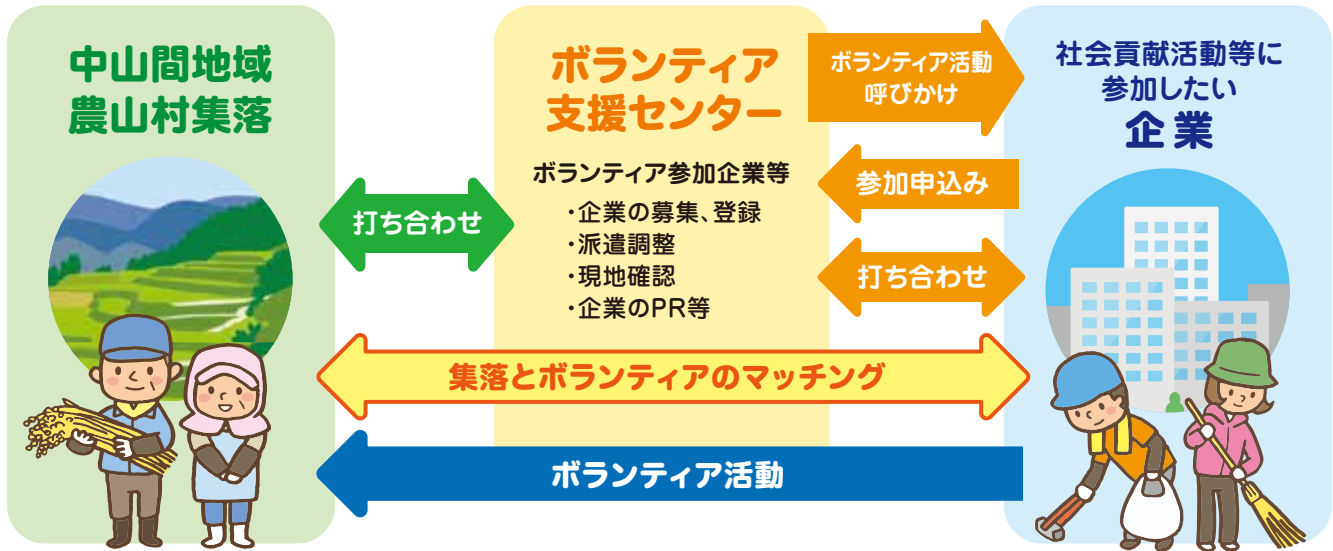 中山間地域
農山村集落
打ち合わせ
ボランティア
支援センター
ボランティア参加企業等
・企業の募集、登録
・派遣調整
・現地確認
・企業のPR等
ボランティア活動
呼びかけ
参加申込み
打ち合わせ
社会貢献活動等に
参加したい
企業
集落とボランティアのマッチング
ボランティア活動